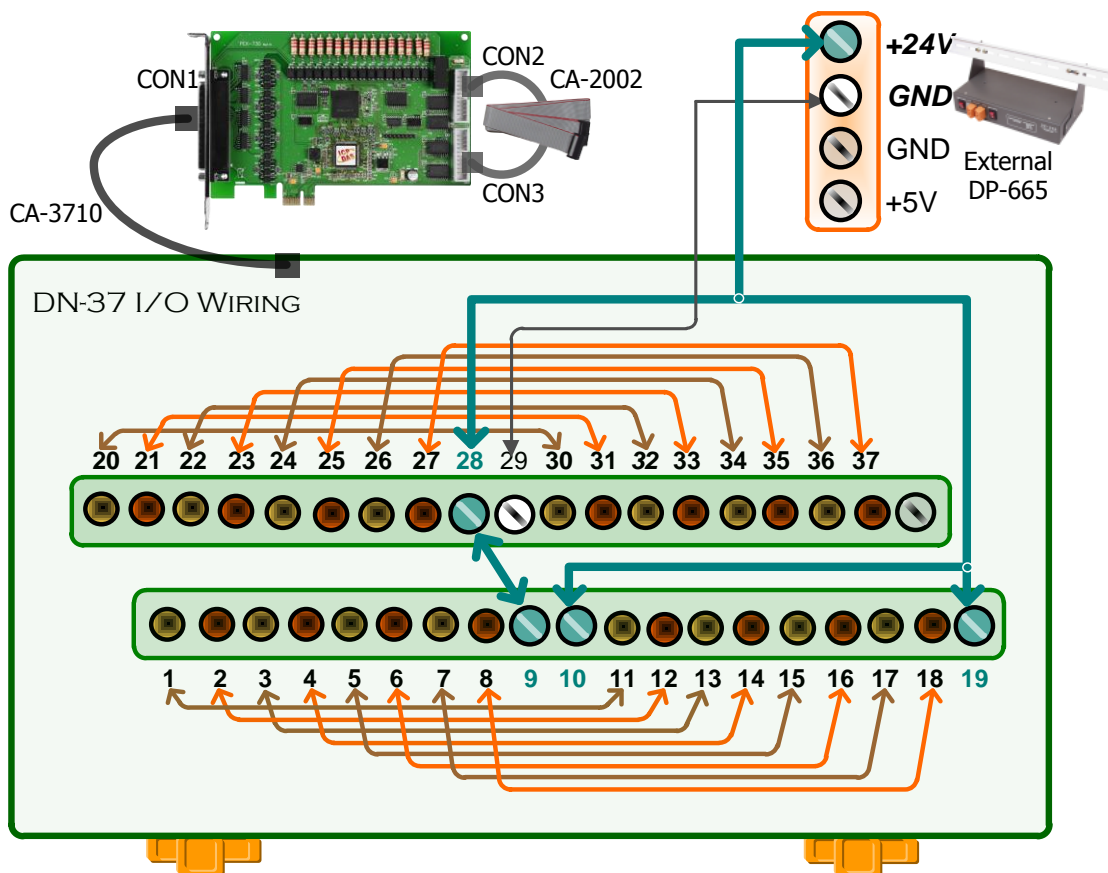 CON1
CON2
CA-2002
CON3
CA-3710
+24V
GND
GND
+5V
External
DP-665
DN-37 I/O Wiring
20 21 22 23 24 25 26 27 28 29 30 31 32 33 34 35 36 37
1 2 3 4 5 6 7 8 9 10 11 12 13 14 15 16 17 18 19